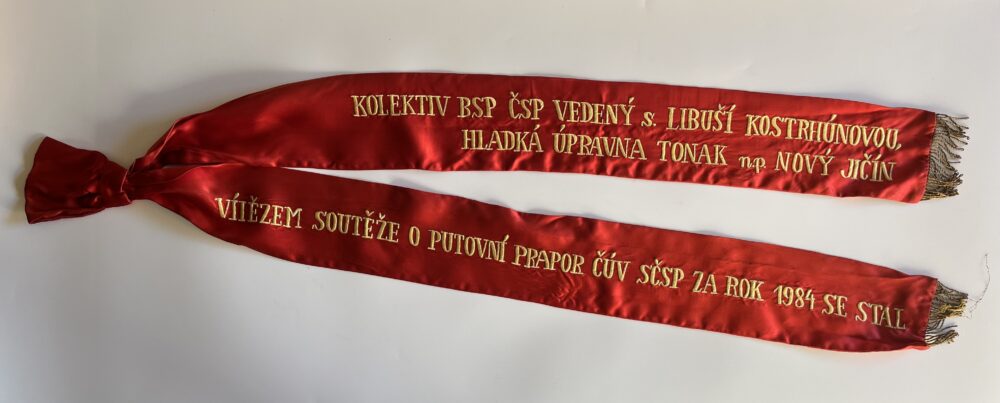 KOLEKTIV BSP ČSP VEDENÝ s. LIBUŠÍ KOSTRHÚNOVOU,
HLADKÁ ÚPRAVNA TONAK n.p. NOVÝ JIČÍN
VÍTĚZEM SOUTĚŽE O PUTOVNÍ PRAPOR ČÚV SČSP ZA ROK 1984 SE STAL